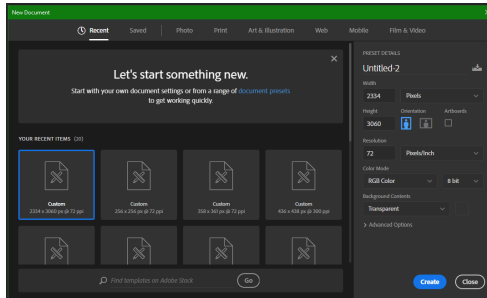 New Document
Recent
Saved
Photo
Print
Art & Illustration
Web
Mobile
Film & Video
Let's start something new.
Start with your own document settings or from a range of document presets
to get working quickly.
YOUR RECENT ITEMS (20)
Custom
2334 x 3060 px @ 72 ppi
Custom
256 x 256 px @ 72 ppi
Custom
358 x 361 px @ 72 ppi
Custom
434 x 438 px @ 300 ppi
Find templates on Adobe Stock
Go
PRESET DETAILS
Untitled-2
Width
2334 Pixels
Height Orientation Artboards
3060
Resolution
72 Pixels/Inch
Color Mode
RGB Color 8 bit
Background Contents
Transparent
> Advanced Options
Create Close